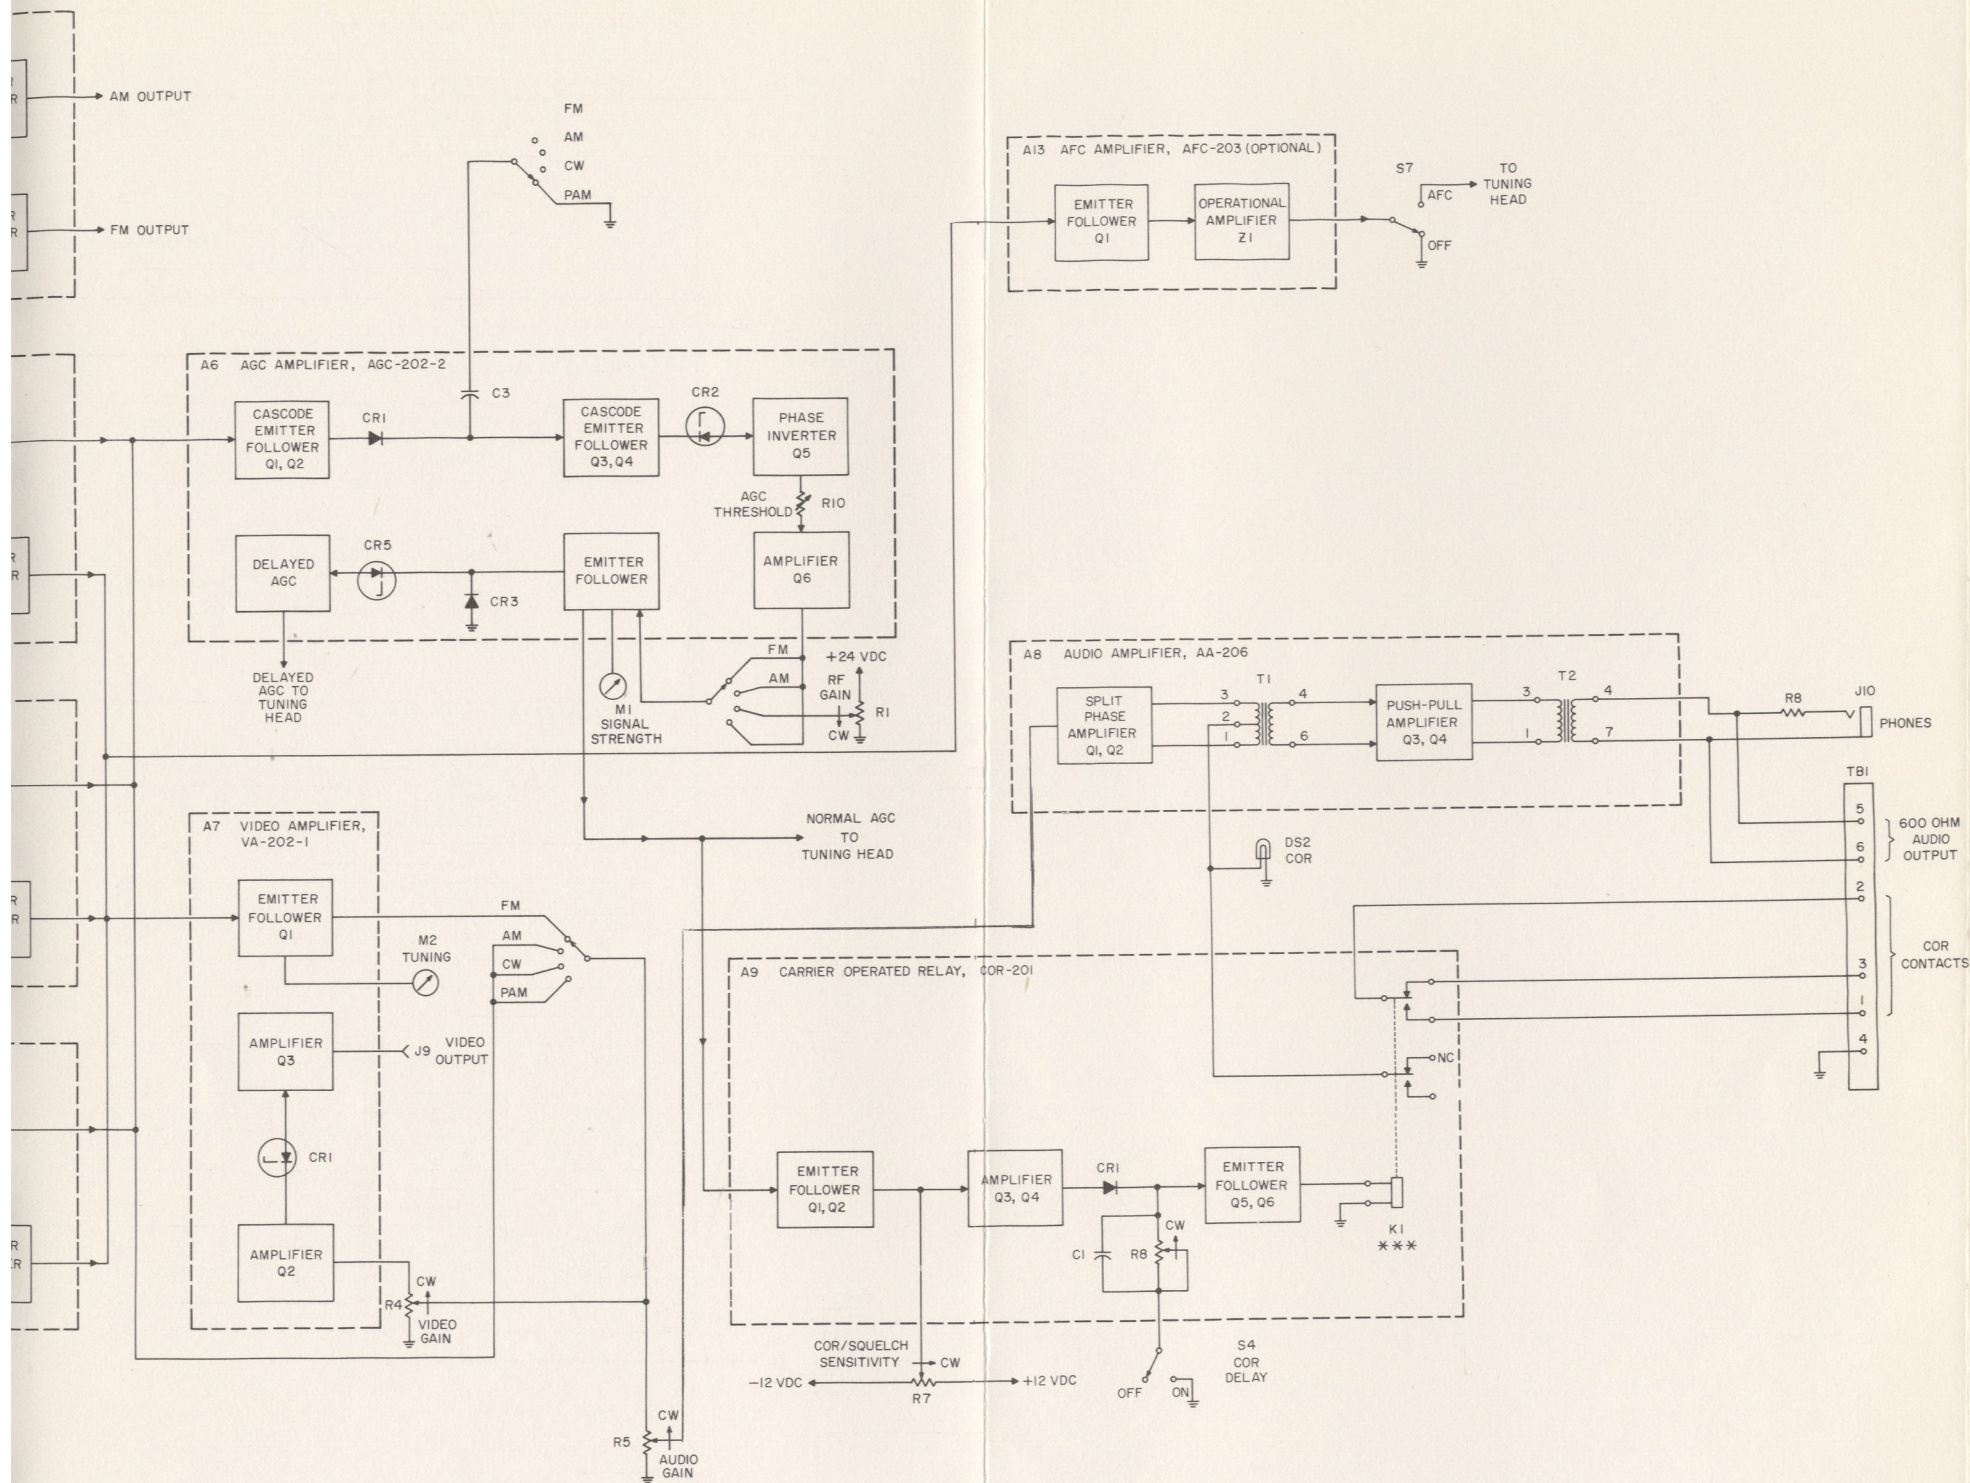 R
AM OUTPUT
R
R
FM OUTPUT
FM
AM
CW
PAM
A13 AFC AMPLIFIER, AFC-203 (OPTIONAL)
EMITTER
FOLLOWER
Q1
OPERATIONAL
AMPLIFIER
Z1
S7
AFC
OFF
TO
TUNING
HEAD
A6 AGC AMPLIFIER, AGC-202-2
CASCODE
EMITTER
FOLLOWER
Q1, Q2
CR1
C3
CASCODE
EMITTER
FOLLOWER
Q3, Q4
CR2
PHASE
INVERTER
Q5
AGC
THRESHOLD
R10
AMPLIFIER
Q6
EMITTER
FOLLOWER
CR3
CR5
DELAYED
AGC
R
R
DELAYED
AGC TO
TUNING
HEAD
M1
SIGNAL
STRENGTH
FM
AM
+24 VDC
RF
GAIN
R1
CW
A8 AUDIO AMPLIFIER, AA-206
SPLIT
PHASE
AMPLIFIER
Q1, Q2
3
2
1
T1
4
6
PUSH-PULL
AMPLIFIER
Q3, Q4
3
1
T2
4
7
R8
J10
PHONES
TB1
5
6
2
3
1
4
600 OHM
AUDIO
OUTPUT
COR
CONTACTS
NORMAL AGC
TO
TUNING HEAD
DS2
COR
A7 VIDEO AMPLIFIER,
VA-202-1
EMITTER
FOLLOWER
Q1
R
FM
AM
CW
PAM
M2
TUNING
AMPLIFIER
Q3
J9
VIDEO
OUTPUT
CR1
AMPLIFIER
Q2
R
ER
R4
CW
VIDEO
GAIN
A9 CARRIER OPERATED RELAY, COR-201
NC
EMITTER
FOLLOWER
Q1, Q2
AMPLIFIER
Q3, Q4
CR1
EMITTER
FOLLOWER
Q5, Q6
C1
R8
CW
K1
***
COR/SQUELCH
SENSITIVITY
CW
-12 VDC
R7
+12 VDC
OFF
ON
S4
COR
DELAY
R5
CW
AUDIO
GAIN